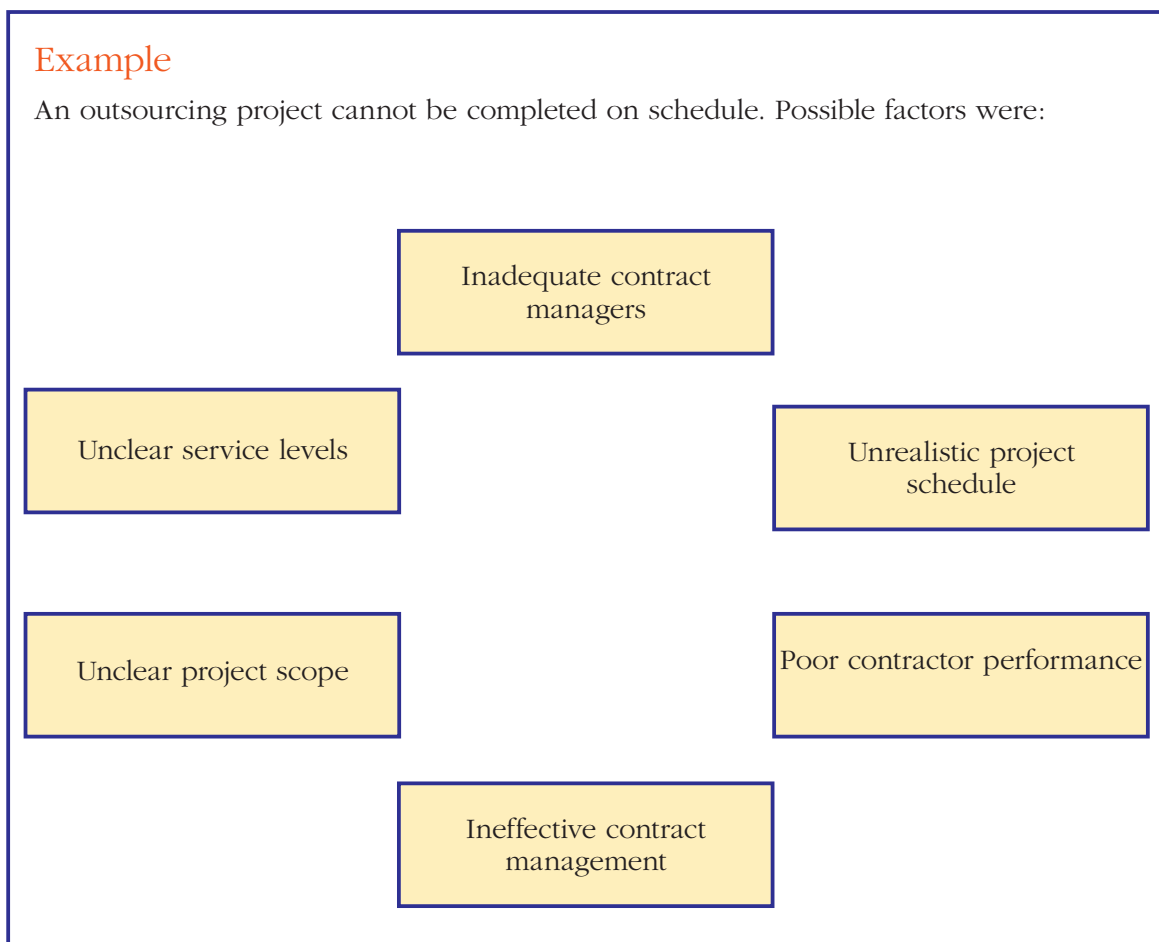 Example
An outsourcing project cannot be completed on schedule. Possible factors were:
Inadequate contract
managers
Unclear service levels
Unrealistic project
schedule
Unclear project scope
Poor contractor performance
Ineffective contract
management